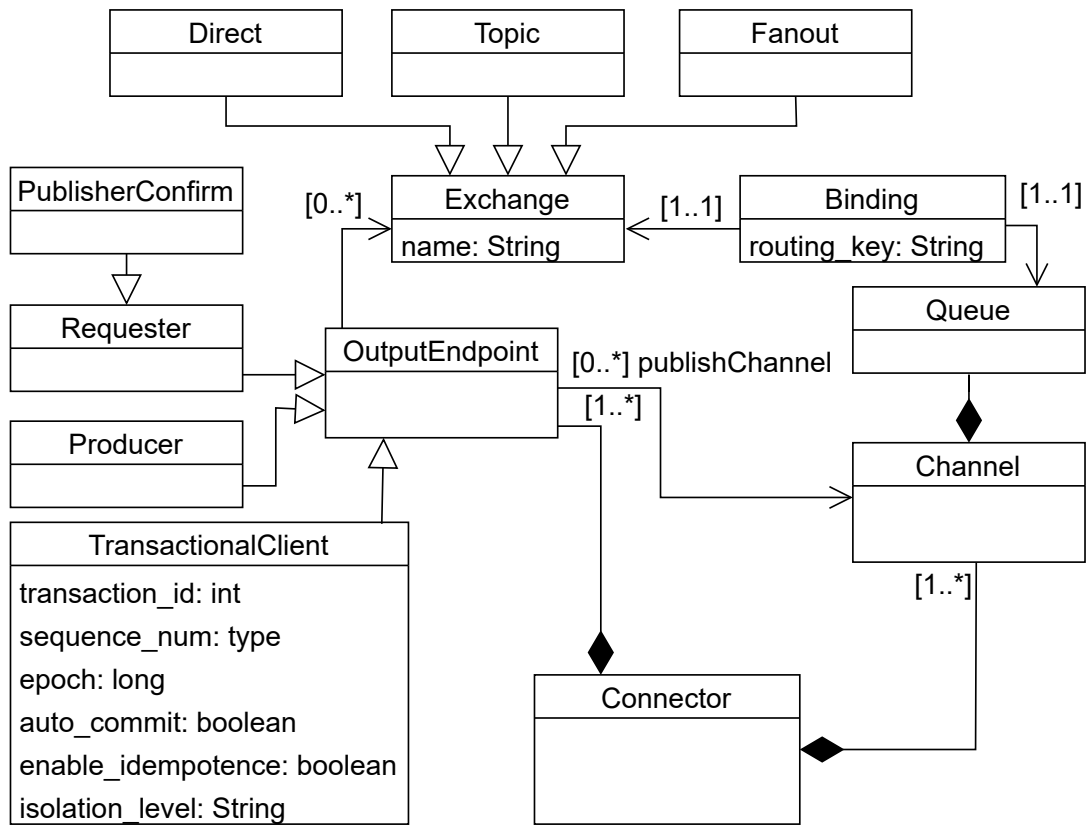 Direct
Topic
Fanout
PublisherConfirm
[0..*]
Exchange
name: String
[1..1]
Binding
routing_key: String
[1..1]
Requester
OutputEndpoint
Queue
[0..*] publishChannel
[1..*]
Producer
Channel
TransactionalClient
transaction_id: int
sequence_num: type
epoch: long
auto_commit: boolean
enable_idempotence: boolean
isolation_level: String
[1..*]
Connector